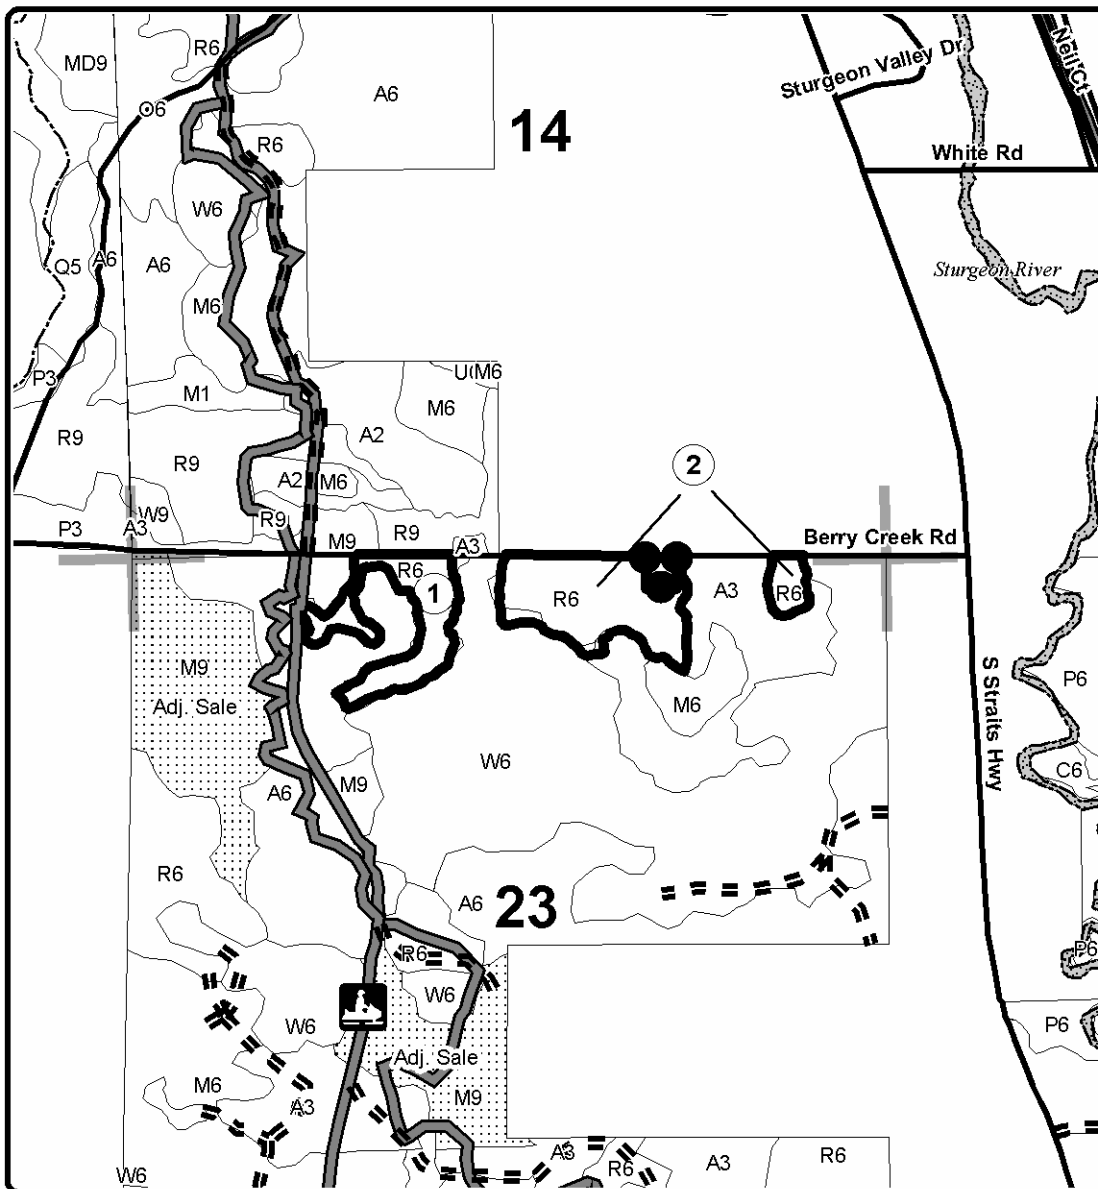 R6
MD9
Sturgeon Valley Dr
Neil Ct
A6
6
14
R6
White Rd
W6
Q5
A6
A6
Sturgeon River
M6
P3
U
M6
M1
M6
R9
A2
R9
2
A2
M6
W9
R9
P3
A3
M9
R9
A3
Berry Creek Rd
R6
1
R6
A3
R6
M9
S Straits Hwy
P6
Adj. Sale
M6
W6
C6
A6
M9
R6
A6
23
R6
P6
W6
W6
P6
Adj. Sale
M6
M9
A3
A3
R6
A3
R6
W6